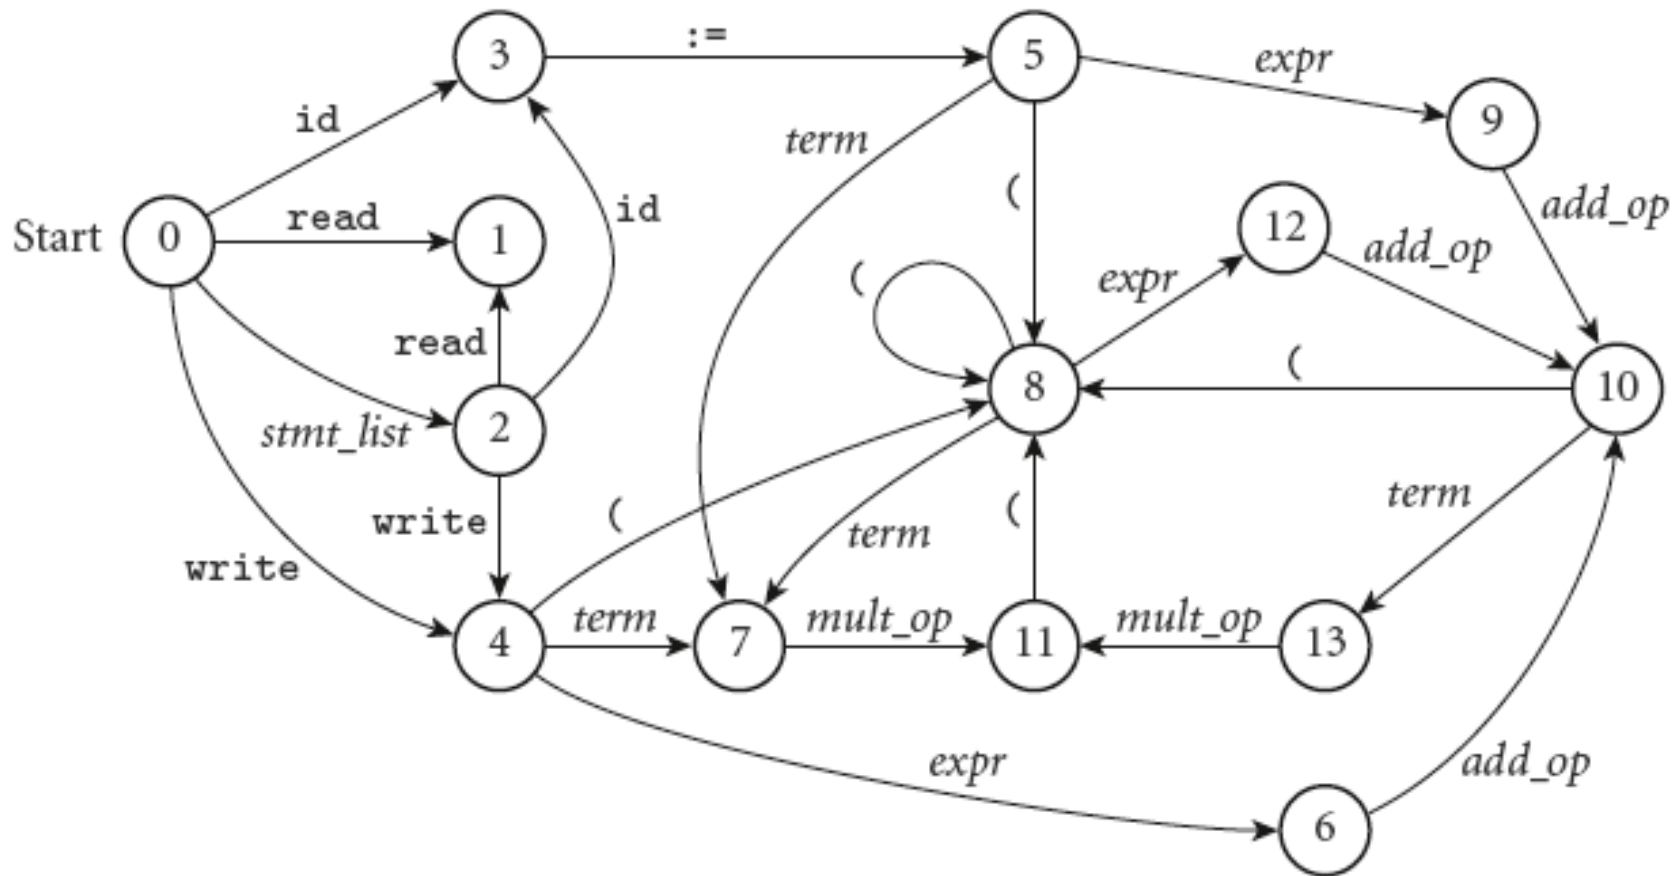 3
:=
5
expr
9
id
term
(
add_op
Start
0
read
1
id
12
add_op
(
expr
read
8
(
10
stmt_list
2
write
(
(
term
term
write
4
term
7
mult_op
11
mult_op
13
expr
add_op
6